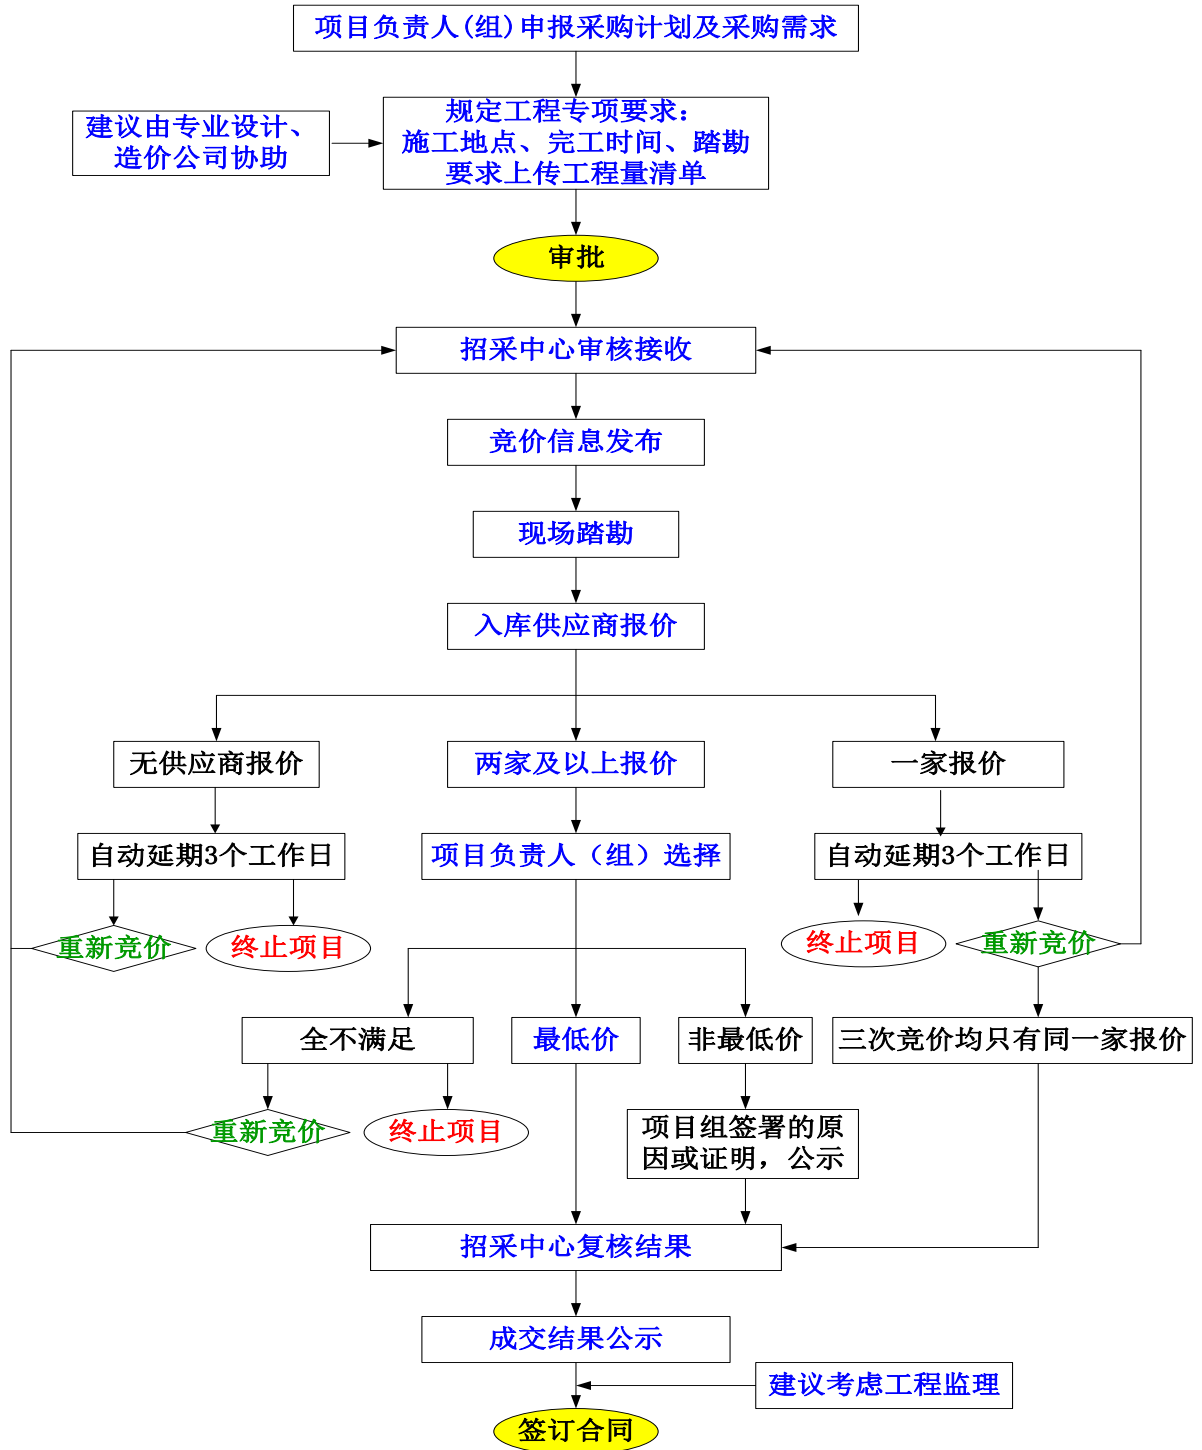 项目负责人(组)申报采购计划及采购需求
建议由专业设计、
造价公司协助
规定工程专项要求：
施工地点、完工时间、踏勘
要求上传工程量清单
审批
招采中心审核接收
竞价信息发布
现场踏勘
入库供应商报价
无供应商报价
两家及以上报价
一家报价
自动延期3个工作日
项目负责人（组）选择
自动延期3个工作日
重新竞价
终止项目
终止项目
重新竞价
全不满足
最低价
非最低价
三次竞价均只有同一家报价
重新竞价
终止项目
项目组签署的原
因或证明，公示
招采中心复核结果
成交结果公示
建议考虑工程监理
签订合同